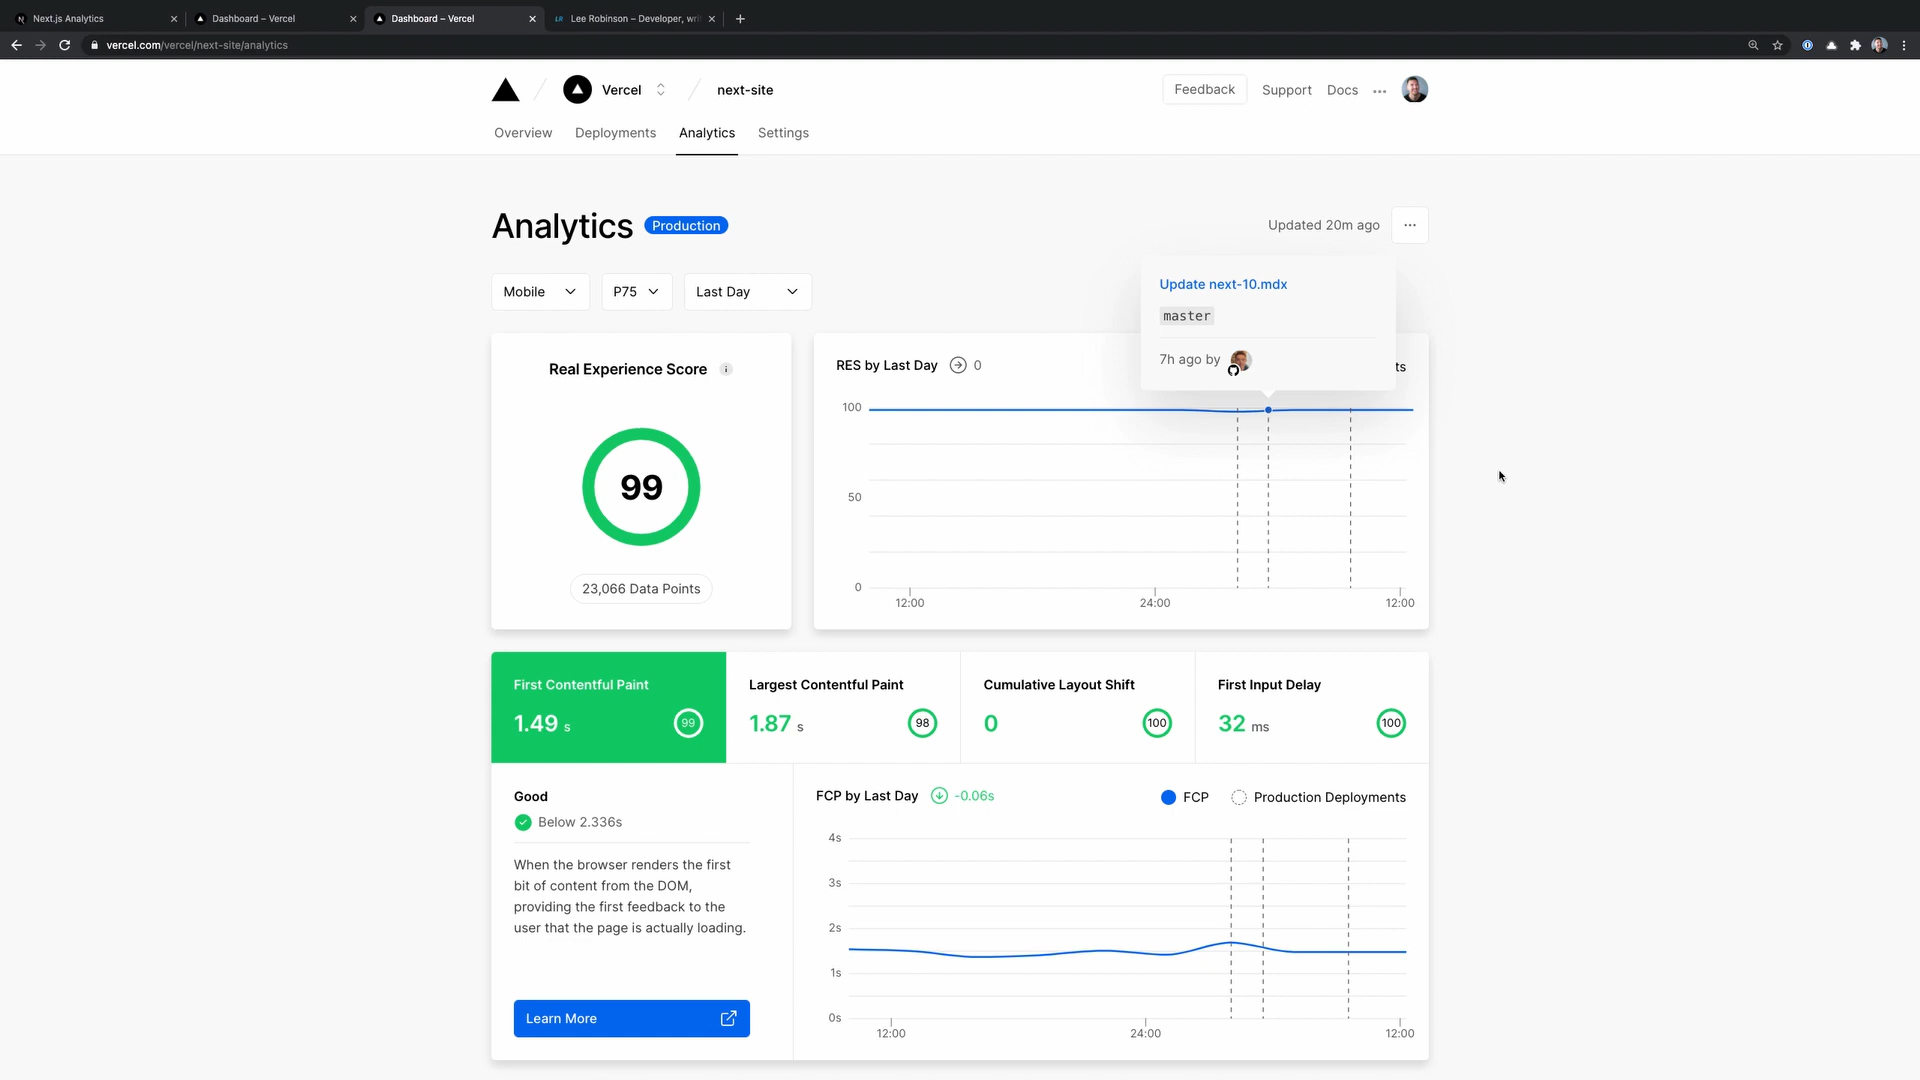 Next.js Analytics
Dashboard – Vercel
Dashboard – Vercel
Lee Robinson – Developer, wri
vercel.com/vercel/next-site/analytics
Vercel
next-site
Feedback
Support
Docs
Overview
Deployments
Analytics
Settings
Analytics
Production
Updated 20m ago
Mobile
P75
Last Day
Update next-10.mdx
master
7h ago by
Real Experience Score
99
23,066 Data Points
RES by Last Day
0
ts
100
50
0
12:00
24:00
12:00
First Contentful Paint
1.49 s
99
Largest Contentful Paint
1.87 s
98
Cumulative Layout Shift
0
100
First Input Delay
32 ms
100
Good
Below 2.336s
When the browser renders the first
bit of content from the DOM,
providing the first feedback to the
user that the page is actually loading.
Learn More
FCP by Last Day
-0.06s
FCP
Production Deployments
4s
3s
2s
1s
0s
12:00
24:00
12:00